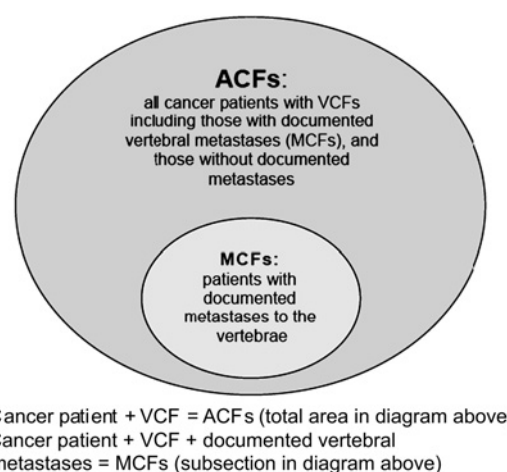 ACFs:
all cancer patients with VCFs
including those with documented
vertebral metastases (MCFs), and
those without documented
metastases
MCFs:
patients with
documented
metastases to the
vertebrae
Cancer patient + VCF = ACFs (total area in diagram above
Cancer patient + VCF + documented vertebral
metastases = MCFs (subsection in diagram above)